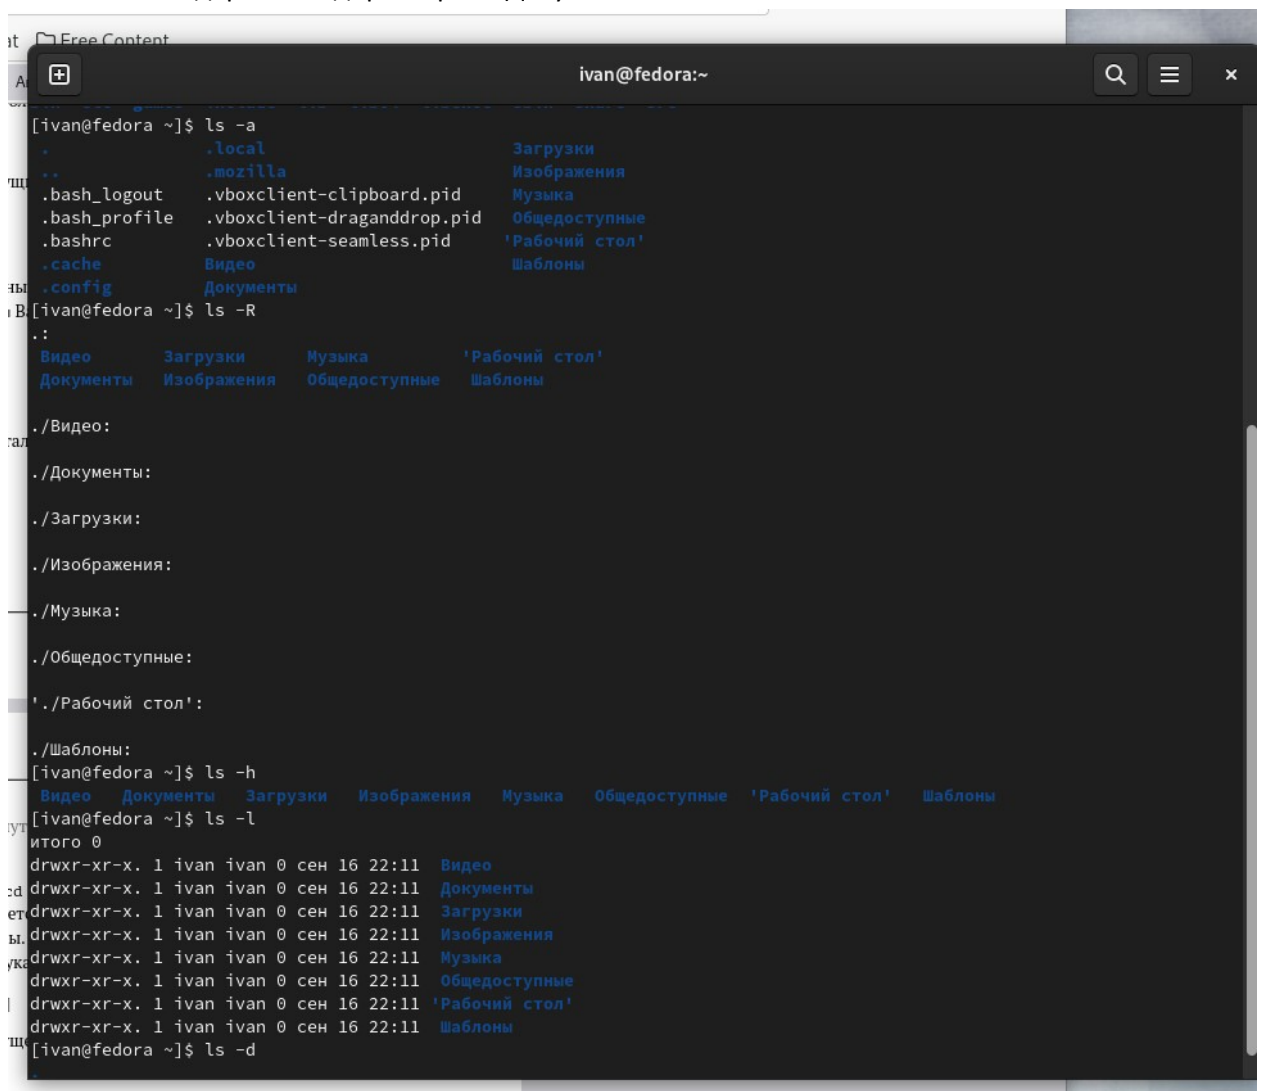 at Free Content
ivan@fedora:~
[ivan@fedora ~]$ ls -a
. .local Загрузки
.. .mozilla Изображения
.bash_logout .vboxclient-clipboard.pid Музыка
.bash_profile .vboxclient-draganddrop.pid Общедоступные
.bashrc .vboxclient-seamless.pid 'Рабочий стол'
.cache Видео Шаблоны
.config Документы
[ivan@fedora ~]$ ls -R
.:
Видео Загрузки Музыка 'Рабочий стол'
Документы Изображения Общедоступные Шаблоны
./Видео:
./Документы:
./Загрузки:
./Изображения:
./Музыка:
./Общедоступные:
'./Рабочий стол':
./Шаблоны:
[ivan@fedora ~]$ ls -h
Видео Документы Загрузки Изображения Музыка Общедоступные 'Рабочий стол' Шаблоны
[ivan@fedora ~]$ ls -l
итого 0
drwxr-xr-x. 1 ivan ivan 0 сен 16 22:11 Видео
drwxr-xr-x. 1 ivan ivan 0 сен 16 22:11 Документы
drwxr-xr-x. 1 ivan ivan 0 сен 16 22:11 Загрузки
drwxr-xr-x. 1 ivan ivan 0 сен 16 22:11 Изображения
drwxr-xr-x. 1 ivan ivan 0 сен 16 22:11 Музыка
drwxr-xr-x. 1 ivan ivan 0 сен 16 22:11 Общедоступные
drwxr-xr-x. 1 ivan ivan 0 сен 16 22:11 'Рабочий стол'
drwxr-xr-x. 1 ivan ivan 0 сен 16 22:11 Шаблоны
[ivan@fedora ~]$ ls -d
.